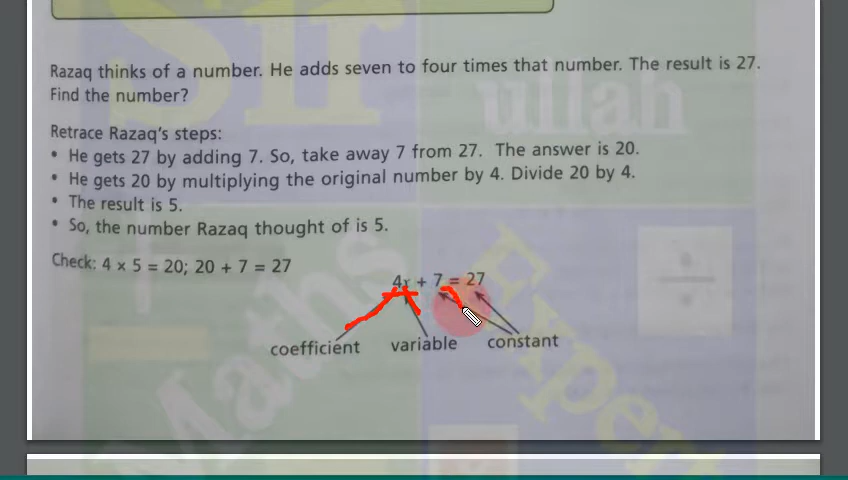 Razaq thinks of a number. He adds seven to four times that number. The result is 27.
Find the number?
Retrace Razaq's steps:
• He gets 27 by adding 7. So, take away 7 from 27. The answer is 20.
• He gets 20 by multiplying the original number by 4. Divide 20 by 4.
• The result is 5.
• So, the number Razaq thought of is 5.
Check: 4 × 5 = 20; 20 + 7 = 27
4x + 7 = 27
coefficient variable constant
Sir
ullah
Maths
Expert